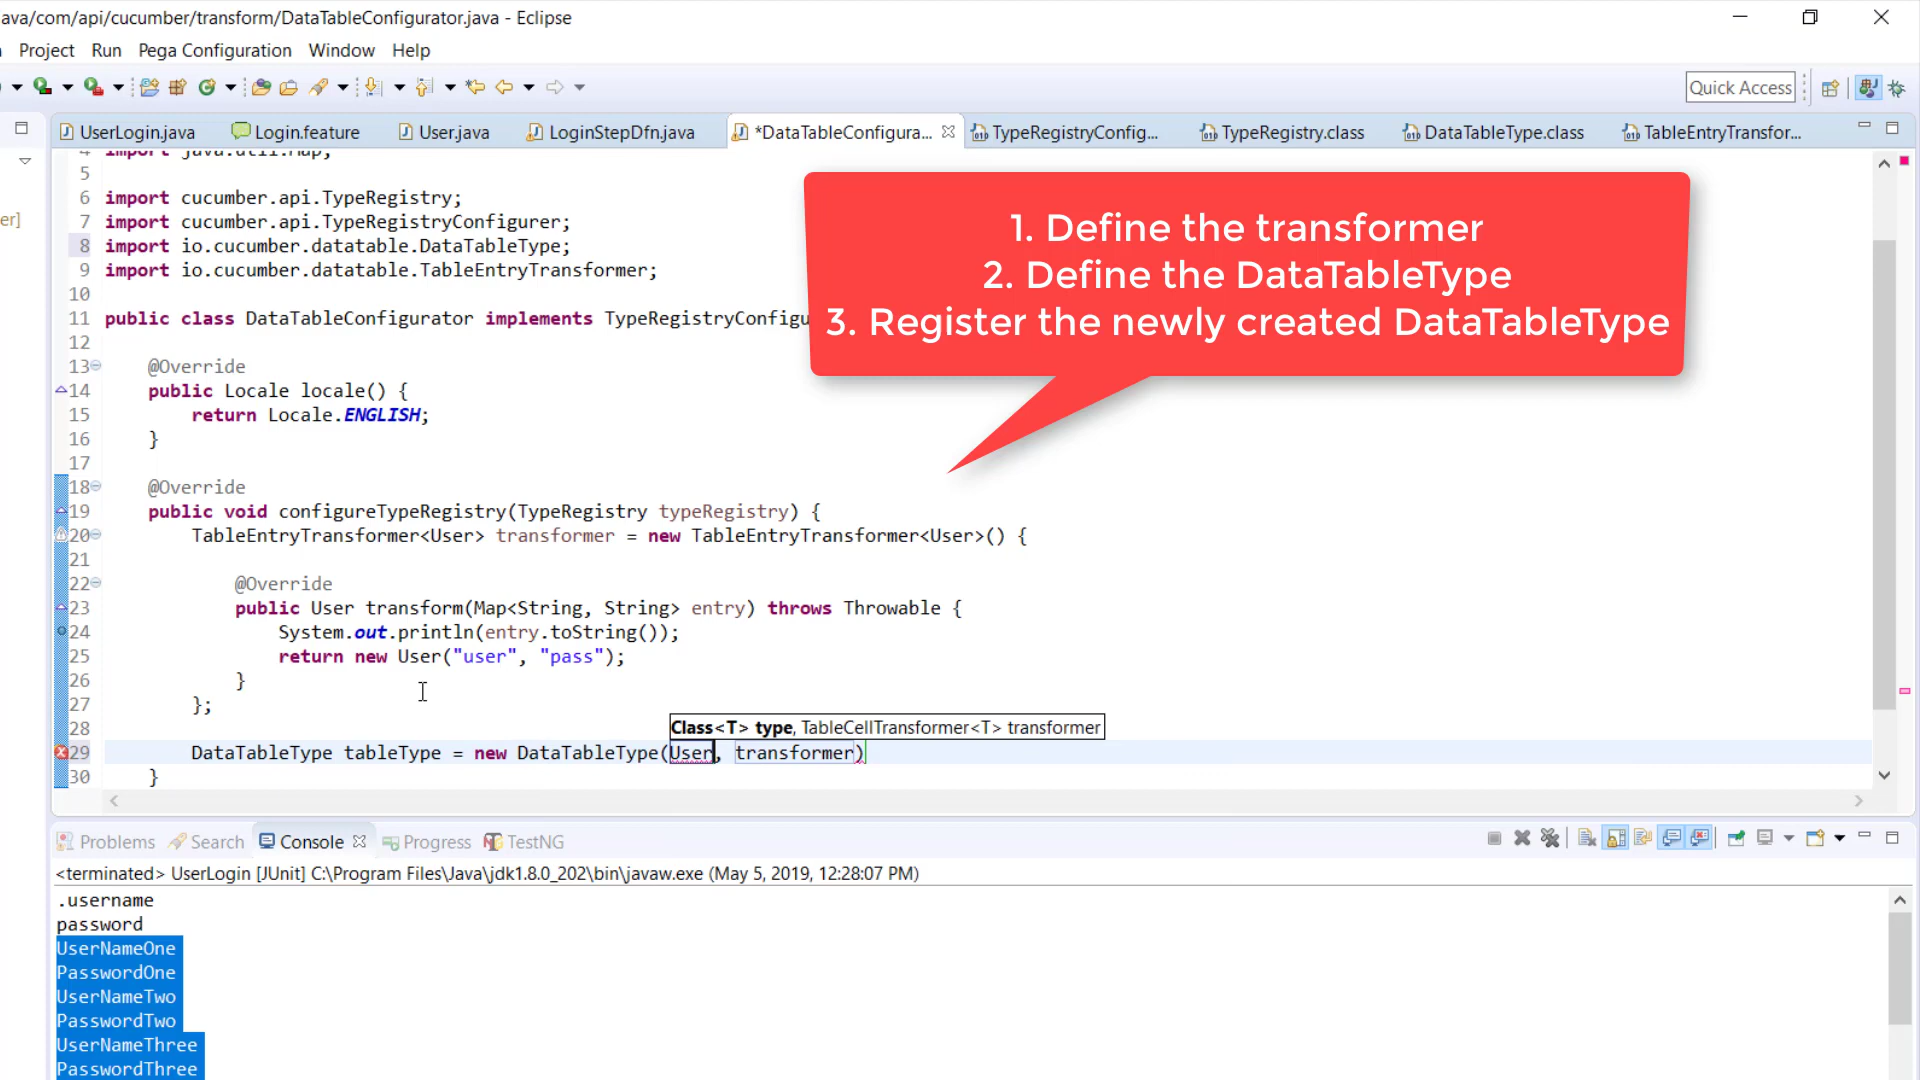 ava/com/api/cucumber/transform/DataTableConfigurator.java - Eclipse
Project Run Pega Configuration Window Help
Quick Access
UserLogin.java Login.feature User.java LoginStepDfn.java *DataTableConfigura... TypeRegistryConfig... TypeRegistry.class DataTableType.class TableEntryTransfor...
4 import java.util.Map;
5
er]
6 import cucumber.api.TypeRegistry;
7 import cucumber.api.TypeRegistryConfigurer;
8 import io.cucumber.datatable.DataTableType;
9 import io.cucumber.datatable.TableEntryTransformer;
10
11 public class DataTableConfigurator implements TypeRegistryConfigu
12
13 @Override
14 public Locale locale() {
15 return Locale.ENGLISH;
16 }
17
18 @Override
19 public void configureTypeRegistry(TypeRegistry typeRegistry) {
20 TableEntryTransformer<User> transformer = new TableEntryTransformer<User>() {
21
22 @Override
23 public User transform(Map<String, String> entry) throws Throwable {
24 System.out.println(entry.toString());
25 return new User("user", "pass");
26 }
27 };
28
Class<T> type, TableCellTransformer<T> transformer
29 DataTableType tableType = new DataTableType(User, transformer)
30 }
1. Define the transformer
2. Define the DataTableType
3. Register the newly created DataTableType
Problems Search Console Progress TestNG
<terminated> UserLogin [JUnit] C:\Program Files\Java\jdk1.8.0_202\bin\javaw.exe (May 5, 2019, 12:28:07 PM)
.username
password
UserNameOne
PasswordOne
UserNameTwo
PasswordTwo
UserNameThree
PasswordThree